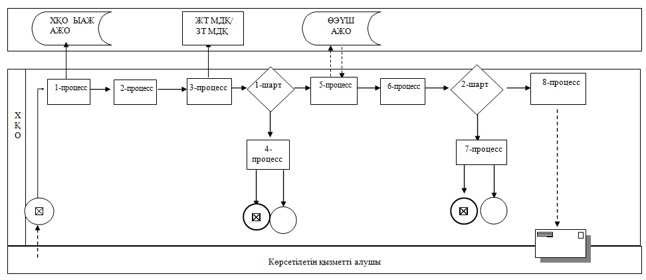 ХҚО ЫАЖ
АЖО
ЖТ МДҚ/
ЗТ МДҚ
ӨЭҮШ
АЖО
Х
Қ
О
1-процесс
2-процесс
3-процесс
1-шарт
5-процесс
6-процесс
2-шарт
8-процесс
4-
процесс
7-процесс
Көрсетілетін қызметті алушы